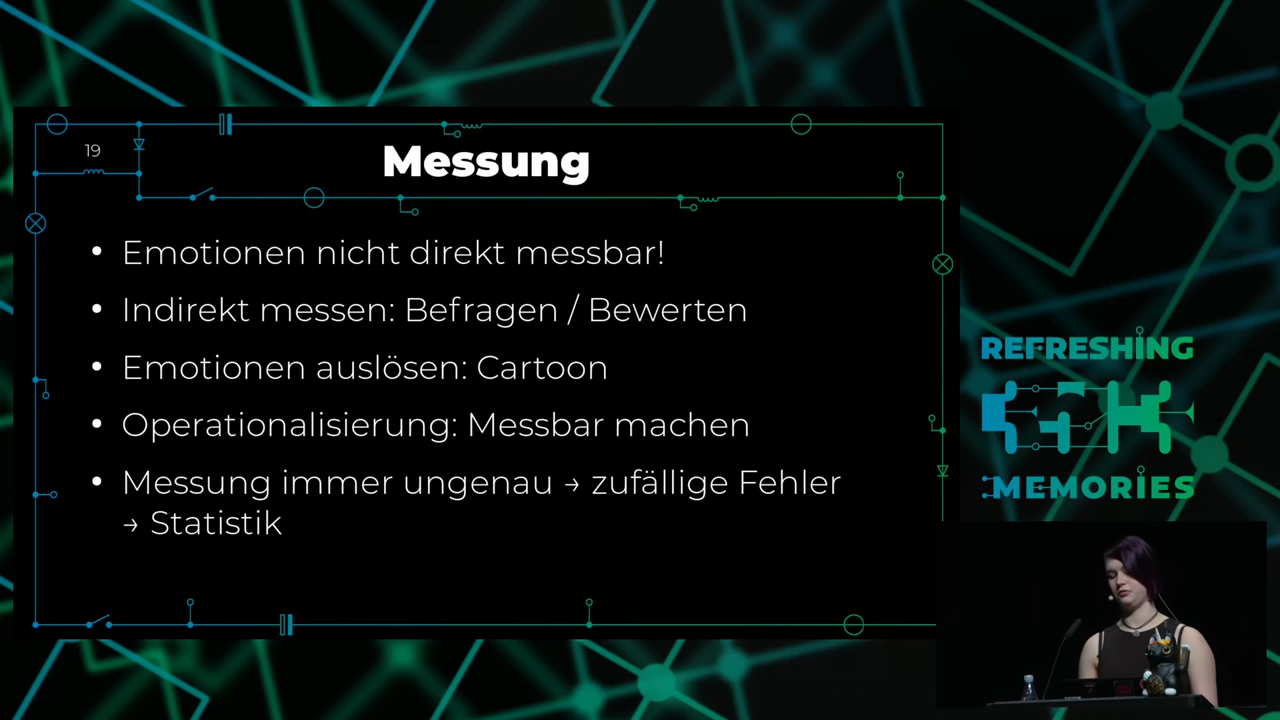 19
Messung
• Emotionen nicht direkt messbar!
• Indirekt messen: Befragen / Bewerten
• Emotionen auslösen: Cartoon
• Operationalisierung: Messbar machen
• Messung immer ungenau → zufällige Fehler
→ Statistik
REFRESHING
MEMORIES